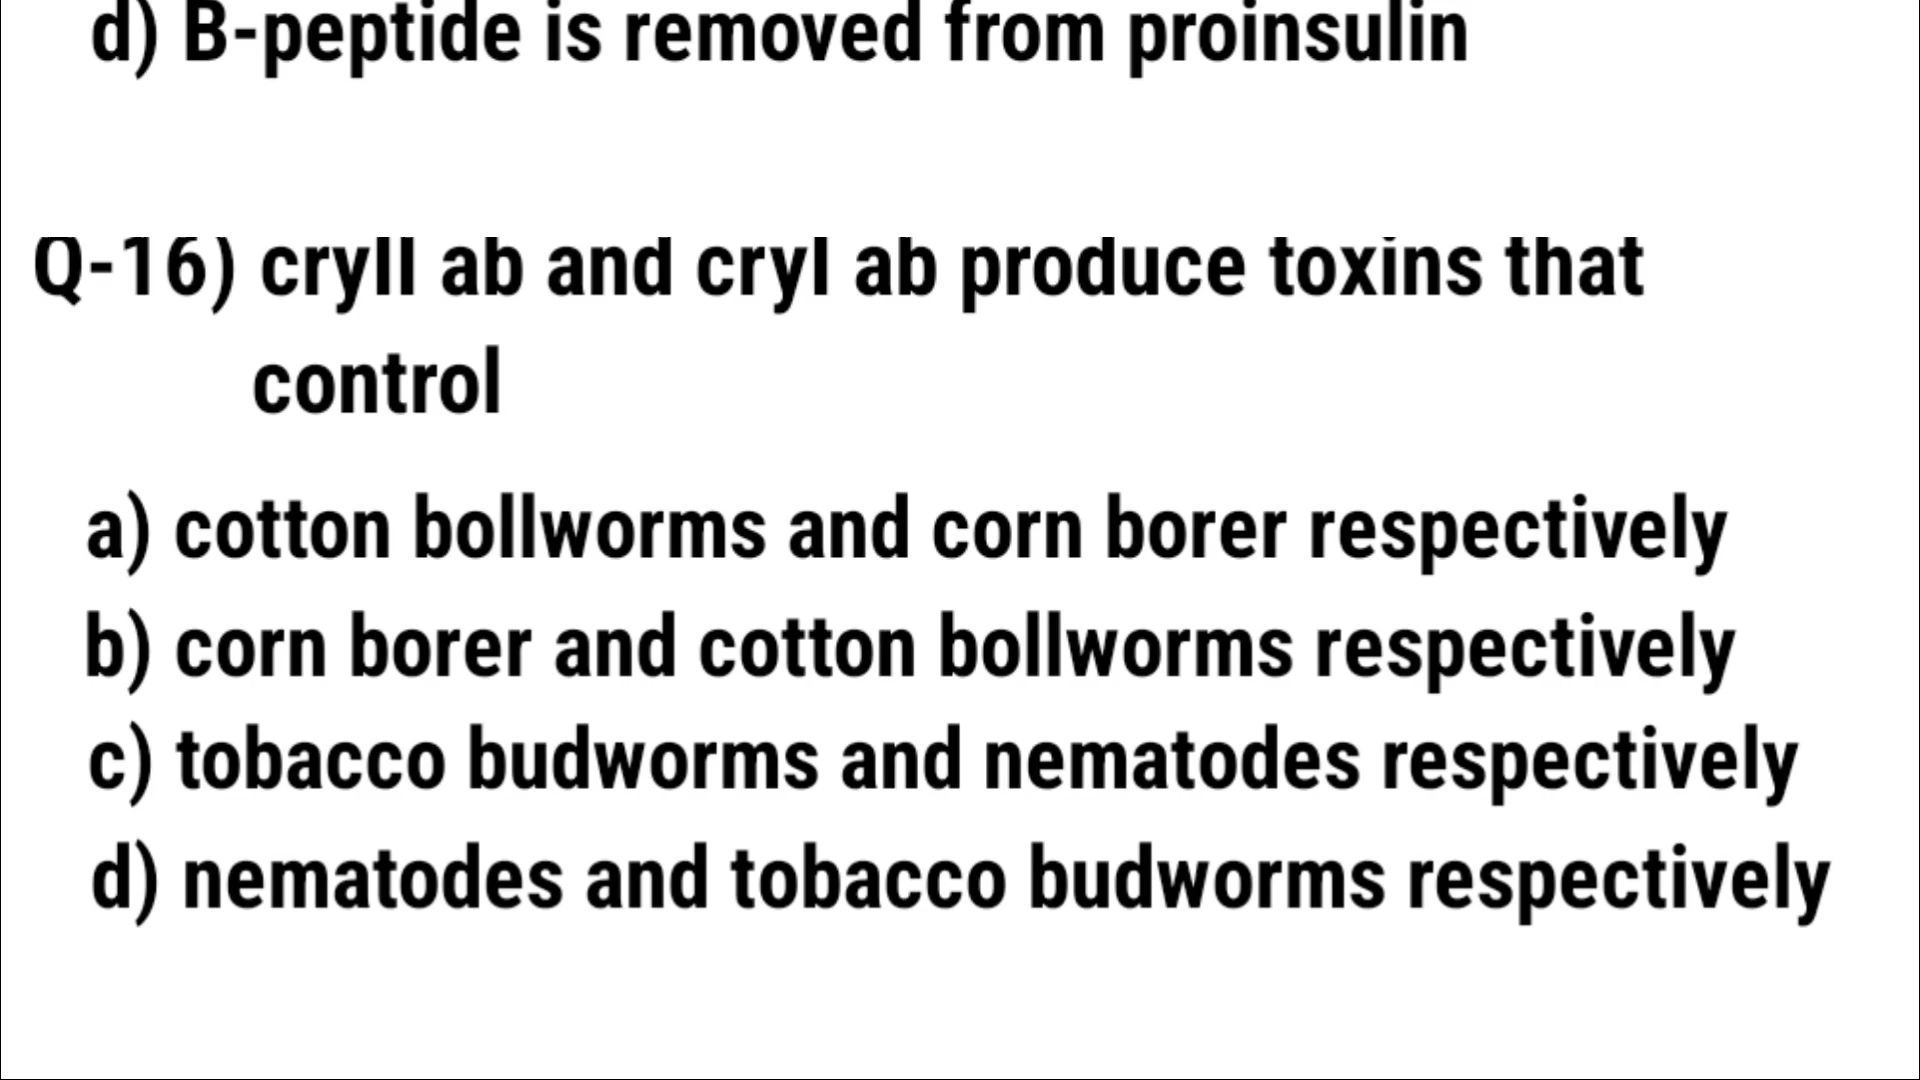 d) B-peptide is removed from proinsulin
Q-16) cryII ab and cryI ab produce toxins that
control
a) cotton bollworms and corn borer respectively
b) corn borer and cotton bollworms respectively
c) tobacco budworms and nematodes respectively
d) nematodes and tobacco budworms respectively